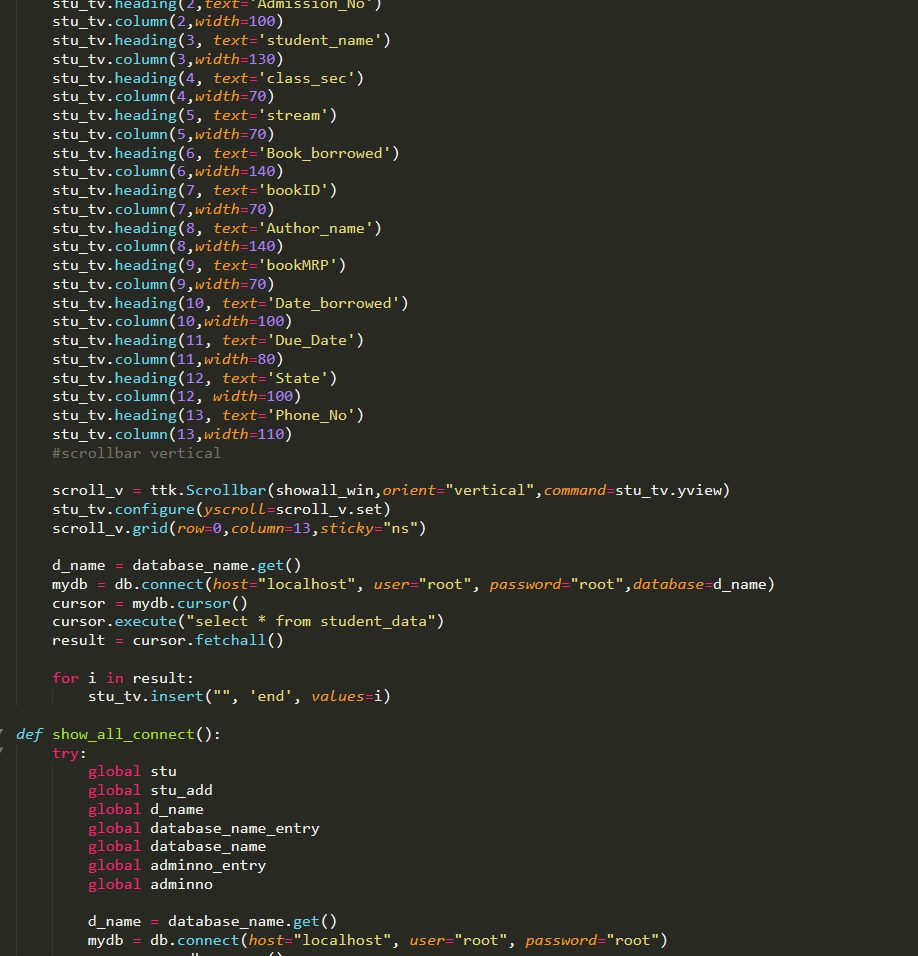 stu_tv.heading(2,text='Admission_No')
stu_tv.column(2,width=100)
stu_tv.heading(3, text='student_name')
stu_tv.column(3,width=130)
stu_tv.heading(4, text='class_sec')
stu_tv.column(4,width=70)
stu_tv.heading(5, text='stream')
stu_tv.column(5,width=70)
stu_tv.heading(6, text='Book_borrowed')
stu_tv.column(6,width=140)
stu_tv.heading(7, text='bookID')
stu_tv.column(7,width=70)
stu_tv.heading(8, text='Author_name')
stu_tv.column(8,width=140)
stu_tv.heading(9, text='bookMRP')
stu_tv.column(9,width=70)
stu_tv.heading(10, text='Date_borrowed')
stu_tv.column(10,width=100)
stu_tv.heading(11, text='Due_Date')
stu_tv.column(11,width=80)
stu_tv.heading(12, text='State')
stu_tv.column(12, width=100)
stu_tv.heading(13, text='Phone_No')
stu_tv.column(13,width=110)
#scrollbar vertical
scroll_v = ttk.Scrollbar(showall_win,orient="vertical",command=stu_tv.yview)
stu_tv.configure(yscroll=scroll_v.set)
scroll_v.grid(row=0,column=13,sticky="ns")
d_name = database_name.get()
mydb = db.connect(host="localhost", user="root", password="root",database=d_name)
cursor = mydb.cursor()
cursor.execute("select * from student_data")
result = cursor.fetchall()
for i in result:
stu_tv.insert("", 'end', values=i)
def show_all_connect():
try:
global stu
global stu_add
global d_name
global database_name_entry
global database_name
global adminno_entry
global adminno
d_name = database_name.get()
mydb = db.connect(host="localhost", user="root", password="root")